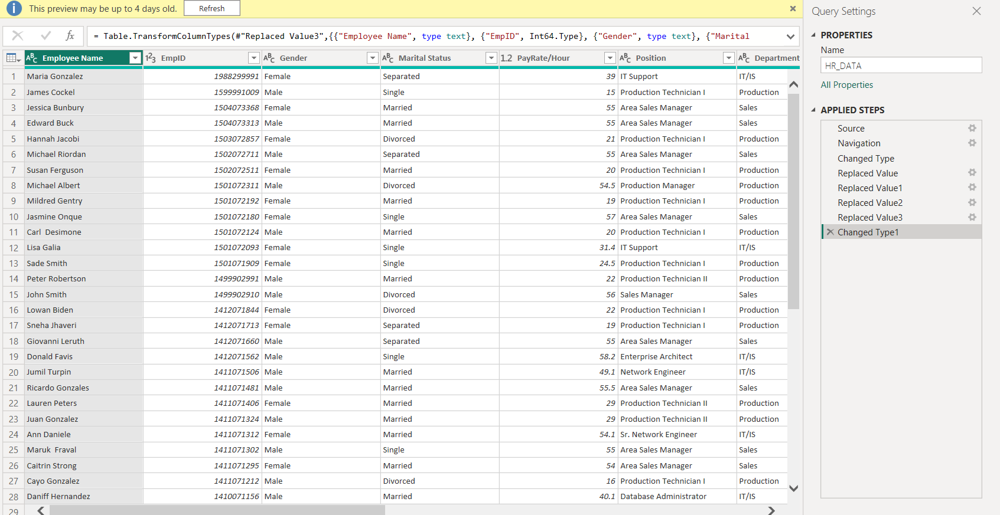 This preview may be up to 4 days old. Refresh
fx = Table.TransformColumnTypes(#"Replaced Value3",{{"Employee Name", type text}, {"EmpID", Int64.Type}, {"Gender", type text}, {"Marital
ABC Employee Name 123 EmpID ABC Gender ABC Marital Status 1.2 PayRate/Hour ABC Position ABC Department
1 Maria Gonzalez 1988299991 Female Separated 39 IT Support IT/IS
2 James Cockel 1599991009 Male Single 15 Production Technician I Production
3 Jessica Bunbury 1504073368 Female Married 55 Area Sales Manager Sales
4 Edward Buck 1504073313 Male Married 55 Area Sales Manager Sales
5 Hannah Jacobi 1503072857 Female Divorced 21 Production Technician I Production
6 Michael Riordan 1502072711 Male Separated 55 Area Sales Manager Sales
7 Susan Ferguson 1502072511 Female Married 20 Production Technician I Production
8 Michael Albert 1501072311 Male Divorced 54.5 Production Manager Production
9 Mildred Gentry 1501072192 Female Married 19 Production Technician I Production
10 Jasmine Onque 1501072180 Female Single 57 Area Sales Manager Sales
11 Carl  Desimone 1501072124 Male Married 20 Production Technician I Production
12 Lisa Galia 1501072093 Female Single 31.4 IT Support IT/IS
13 Sade Smith 1501071909 Female Single 24.5 Production Technician I Production
14 Peter Robertson 1499902991 Male Married 22 Production Technician II Production
15 John Smith 1499902910 Male Divorced 56 Sales Manager Sales
16 Lowan Biden 1412071844 Female Divorced 22 Production Technician I Production
17 Sneha Jhaveri 1412071713 Female Separated 19 Production Technician I Production
18 Giovanni Leruth 1412071660 Male Separated 55 Area Sales Manager Sales
19 Donald Favis 1412071562 Male Single 58.2 Enterprise Architect IT/IS
20 Jumil Turpin 1411071506 Male Married 49.1 Network Engineer IT/IS
21 Ricardo Gonzales 1411071481 Male Married 55.5 Area Sales Manager Sales
22 Lauren Peters 1411071406 Female Married 29 Production Technician II Production
23 Juan Gonzalez 1411071324 Male Married 29 Production Technician II Production
24 Ann Daniele 1411071312 Female Married 54.1 Sr. Network Engineer IT/IS
25 Maruk  Fraval 1411071302 Male Single 55 Area Sales Manager Sales
26 Caitrin Strong 1411071295 Female Married 54 Area Sales Manager Sales
27 Cayo Gonzalez 1411071212 Male Divorced 16 Production Technician I Production
28 Daniff Hernandez 1410071156 Male Married 40.1 Database Administrator IT/IS
29
Query Settings
PROPERTIES
Name
HR_DATA
All Properties
APPLIED STEPS
Source
Navigation
Changed Type
Replaced Value
Replaced Value1
Replaced Value2
Replaced Value3
Changed Type1